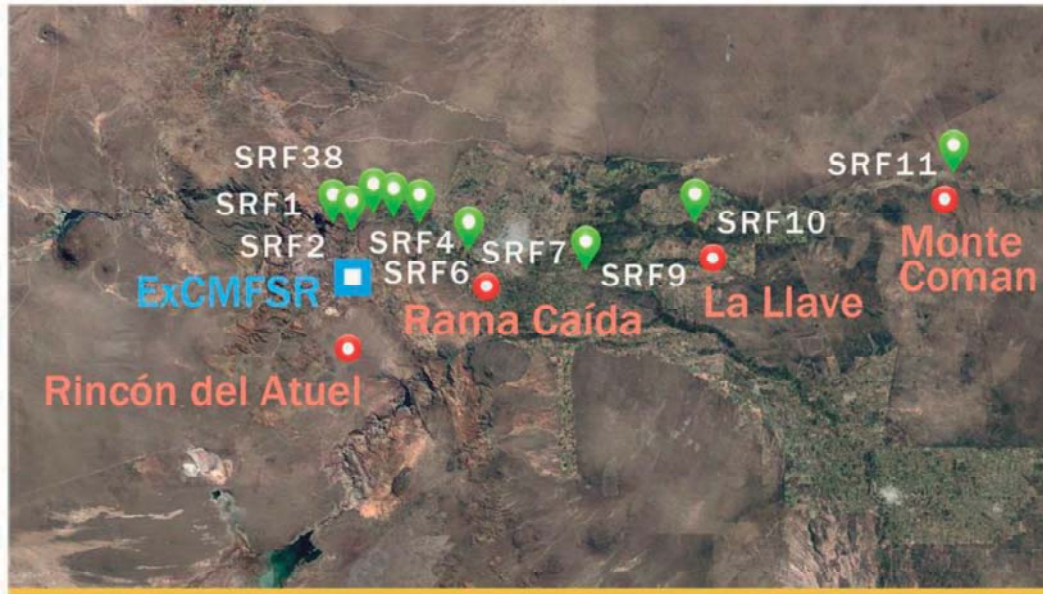 SRF38
SRF1
SRF2
SRF4
SRF6
SRF7
SRF9
SRF10
SRF11
ExCMFSR
Rama Caída
La Llave
Monte
Coman
Rincón del Atuel